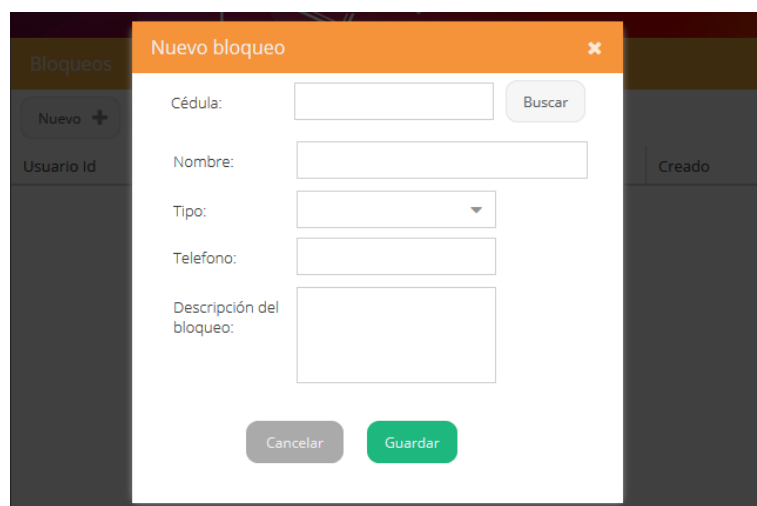 Nuevo bloqueo
Bloqueos
Cédula:
Buscar
Nuevo
Usuario Id
Nombre:
Creado
Tipo:
Telefono:
Descripción del
bloqueo:
Cancelar
Guardar